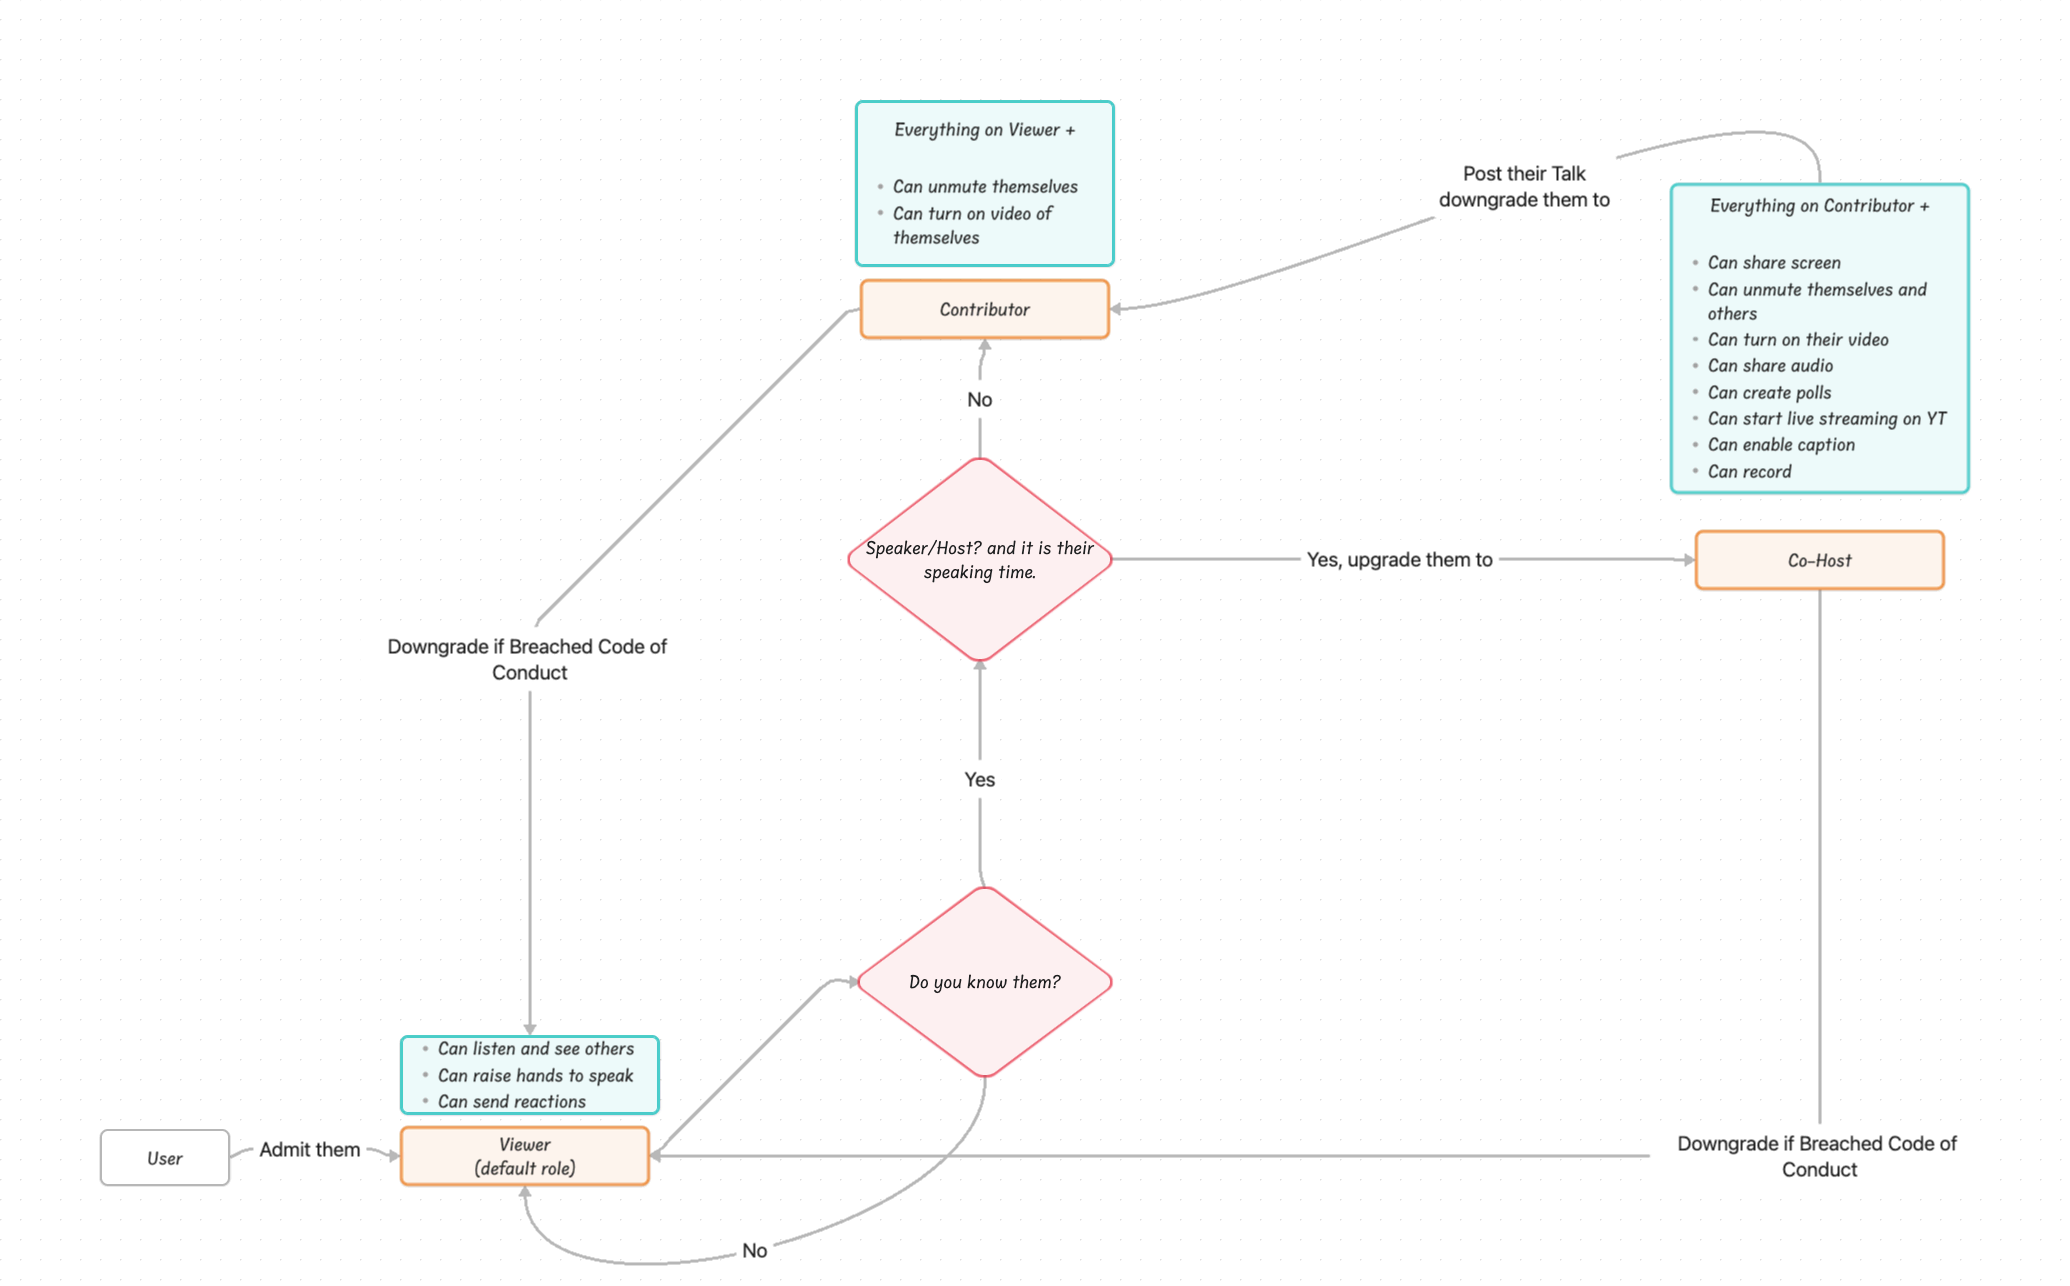 Everything on Viewer +
• Can unmute themselves
• Can turn on video of
themselves
Contributor
Post their Talk
downgrade them to
Everything on Contributor +
• Can share screen
• Can unmute themselves and
others
• Can turn on their video
• Can share audio
• Can create polls
• Can start live streaming on YT
• Can enable caption
• Can record
No
Speaker/Host? and it is their
speaking time.
Yes, upgrade them to
Co-Host
Downgrade if Breached Code of
Conduct
Yes
Do you know them?
• Can listen and see others
• Can raise hands to speak
• Can send reactions
User
Admit them
Viewer
(default role)
Downgrade if Breached Code of
Conduct
No